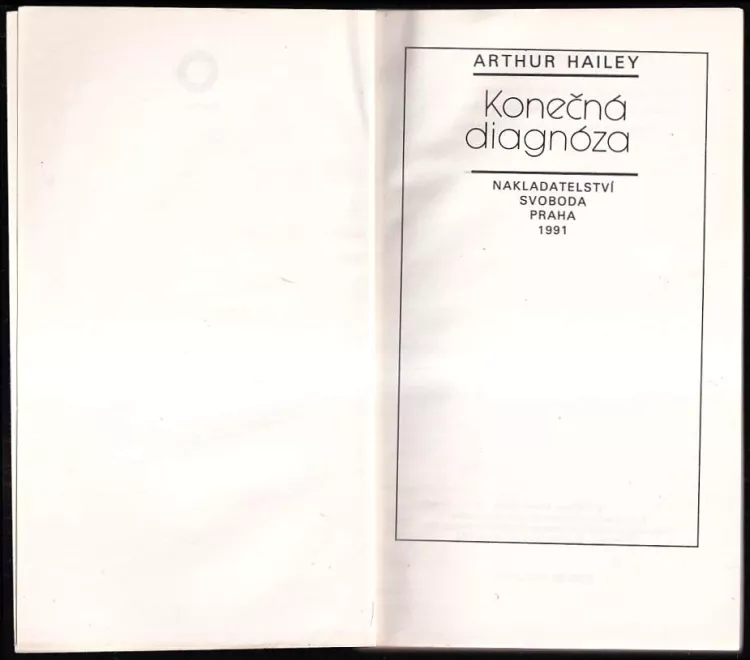 ARTHUR HAILEY
Konečná
diagnóza
NAKLADATELSTVÍ
SVOBODA
PRAHA
1991